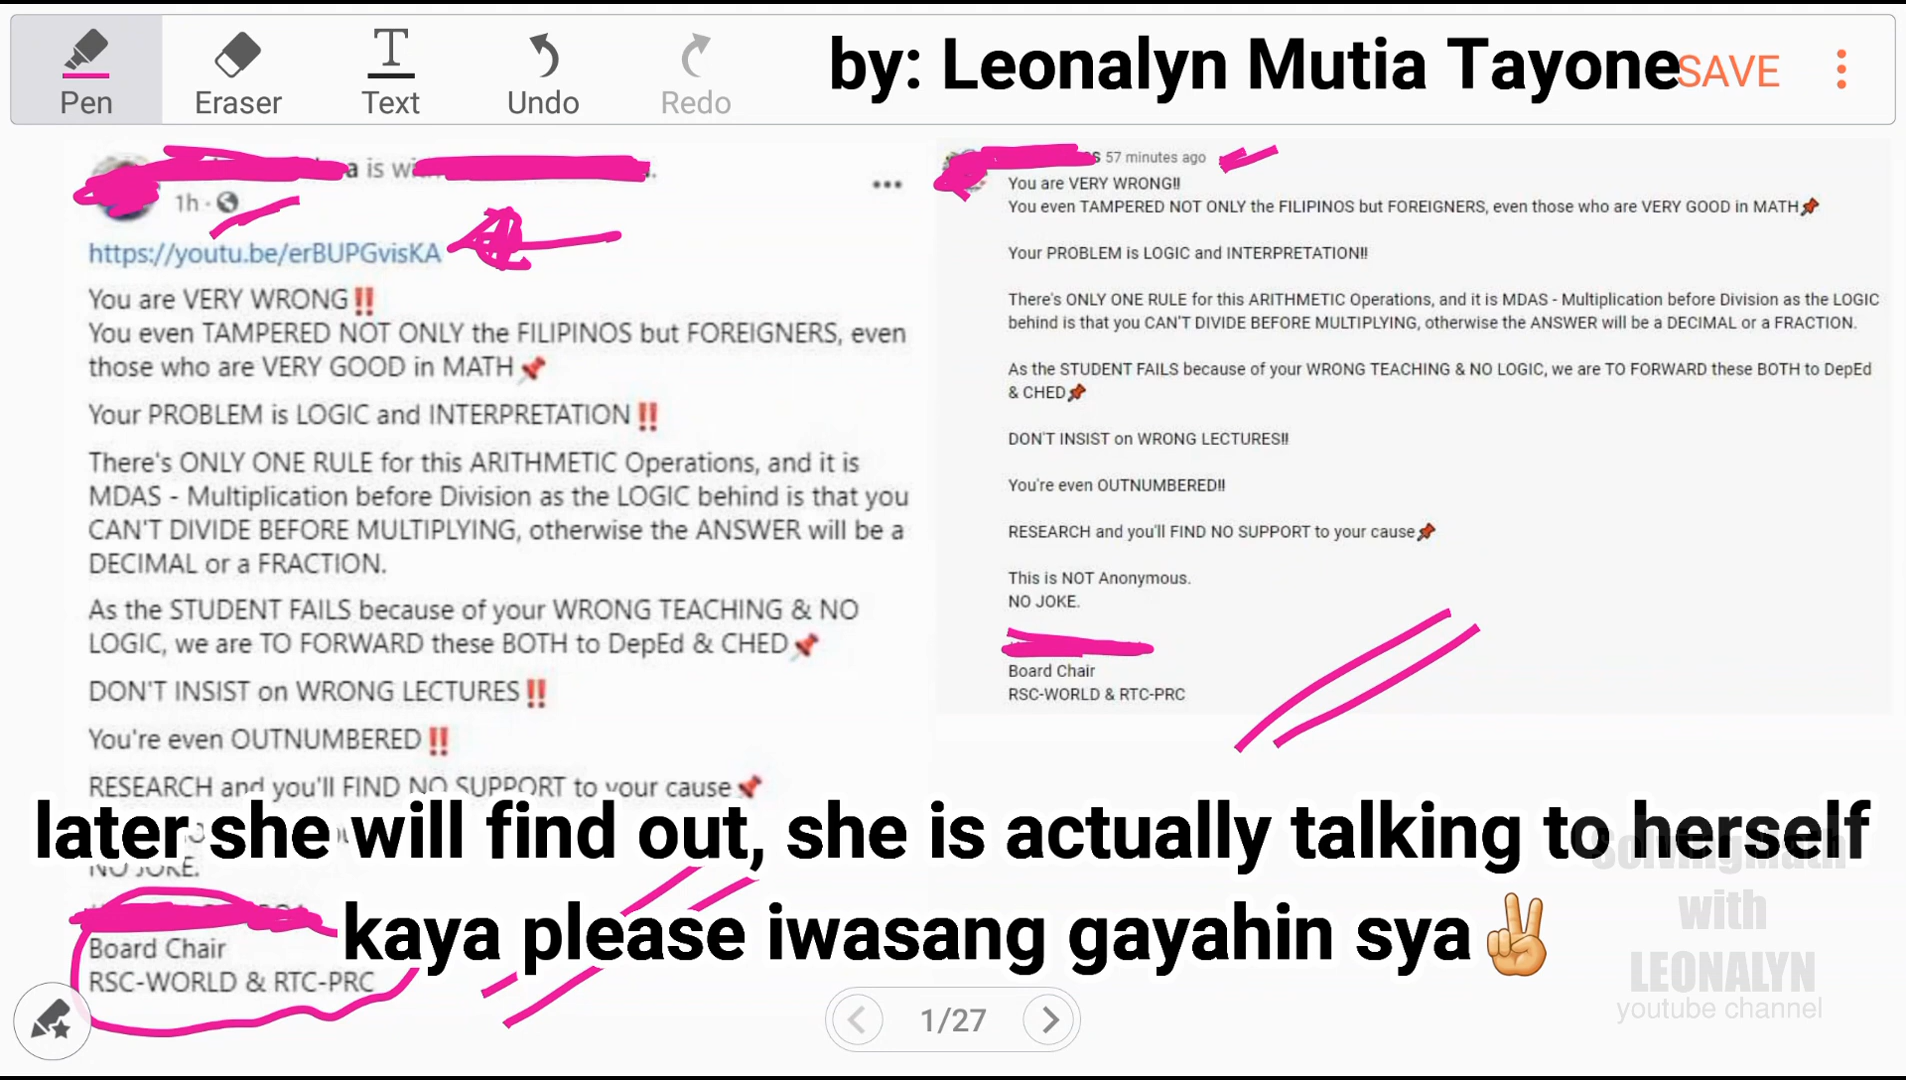 Pen
Eraser
Text
Undo
Redo
by: Leonalyn Mutia Tayone
SAVE
a is
1h
https://youtu.be/erBUPGvisKA
You are VERY WRONG‼
You even TAMPERED NOT ONLY the FILIPINOS but FOREIGNERS, even
those who are VERY GOOD in MATH📌
Your PROBLEM is LOGIC and INTERPRETATION‼
There's ONLY ONE RULE for this ARITHMETIC Operations, and it is
MDAS - Multiplication before Division as the LOGIC behind is that you
CAN'T DIVIDE BEFORE MULTIPLYING, otherwise the ANSWER will be a
DECIMAL or a FRACTION.
As the STUDENT FAILS because of your WRONG TEACHING & NO
LOGIC, we are TO FORWARD these BOTH to DepEd & CHED📌
DON'T INSIST on WRONG LECTURES‼
You're even OUTNUMBERED‼
RESEARCH and you'll FIND NO SUPPORT to your cause📌
NO JOKE.
Board Chair
RSC-WORLD & RTC-PRC
57 minutes ago
You are VERY WRONG!!
You even TAMPERED NOT ONLY the FILIPINOS but FOREIGNERS, even those who are VERY GOOD in MATH📌
Your PROBLEM is LOGIC and INTERPRETATION!!
There's ONLY ONE RULE for this ARITHMETIC Operations, and it is MDAS - Multiplication before Division as the LOGIC
behind is that you CAN'T DIVIDE BEFORE MULTIPLYING, otherwise the ANSWER will be a DECIMAL or a FRACTION.
As the STUDENT FAILS because of your WRONG TEACHING & NO LOGIC, we are TO FORWARD these BOTH to DepEd
& CHED📌
DON'T INSIST on WRONG LECTURES!!
You're even OUTNUMBERED!!
RESEARCH and you'll FIND NO SUPPORT to your cause📌
This is NOT Anonymous.
NO JOKE.
Board Chair
RSC-WORLD & RTC-PRC
later she will find out, she is actually talking to herself
kaya please iwasang gayahin sya✌
Solvingmath
with
LEONALYN
youtube channel
1/27